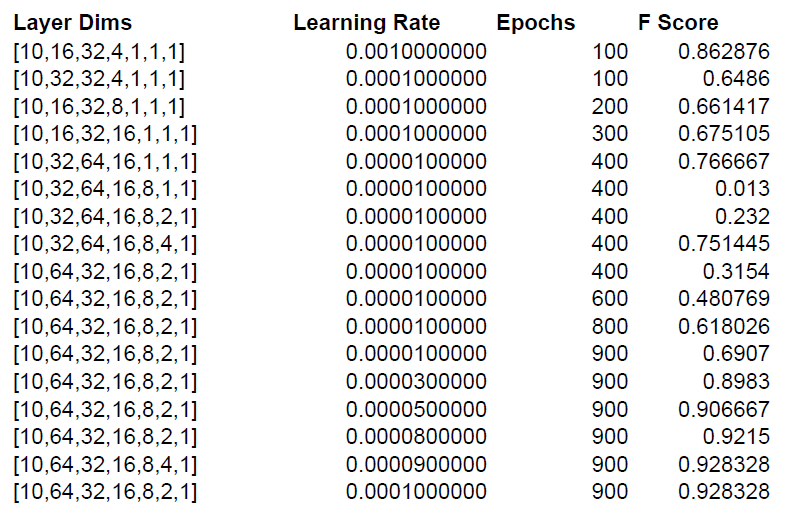 Layer Dims Learning Rate Epochs F Score
[10,16,32,4,1,1,1] 0.0010000000 100 0.862876
[10,32,32,4,1,1,1] 0.0001000000 100 0.6486
[10,16,32,8,1,1,1] 0.0001000000 200 0.661417
[10,16,32,16,1,1,1] 0.0001000000 300 0.675105
[10,32,64,16,1,1,1] 0.0000100000 400 0.766667
[10,32,64,16,8,1,1] 0.0000100000 400 0.013
[10,32,64,16,8,2,1] 0.0000100000 400 0.232
[10,32,64,16,8,4,1] 0.0000100000 400 0.751445
[10,64,32,16,8,2,1] 0.0000100000 400 0.3154
[10,64,32,16,8,2,1] 0.0000100000 600 0.480769
[10,64,32,16,8,2,1] 0.0000100000 800 0.618026
[10,64,32,16,8,2,1] 0.0000100000 900 0.6907
[10,64,32,16,8,2,1] 0.0000300000 900 0.8983
[10,64,32,16,8,2,1] 0.0000500000 900 0.906667
[10,64,32,16,8,2,1] 0.0000800000 900 0.9215
[10,64,32,16,8,4,1] 0.0000900000 900 0.928328
[10,64,32,16,8,2,1] 0.0001000000 900 0.928328